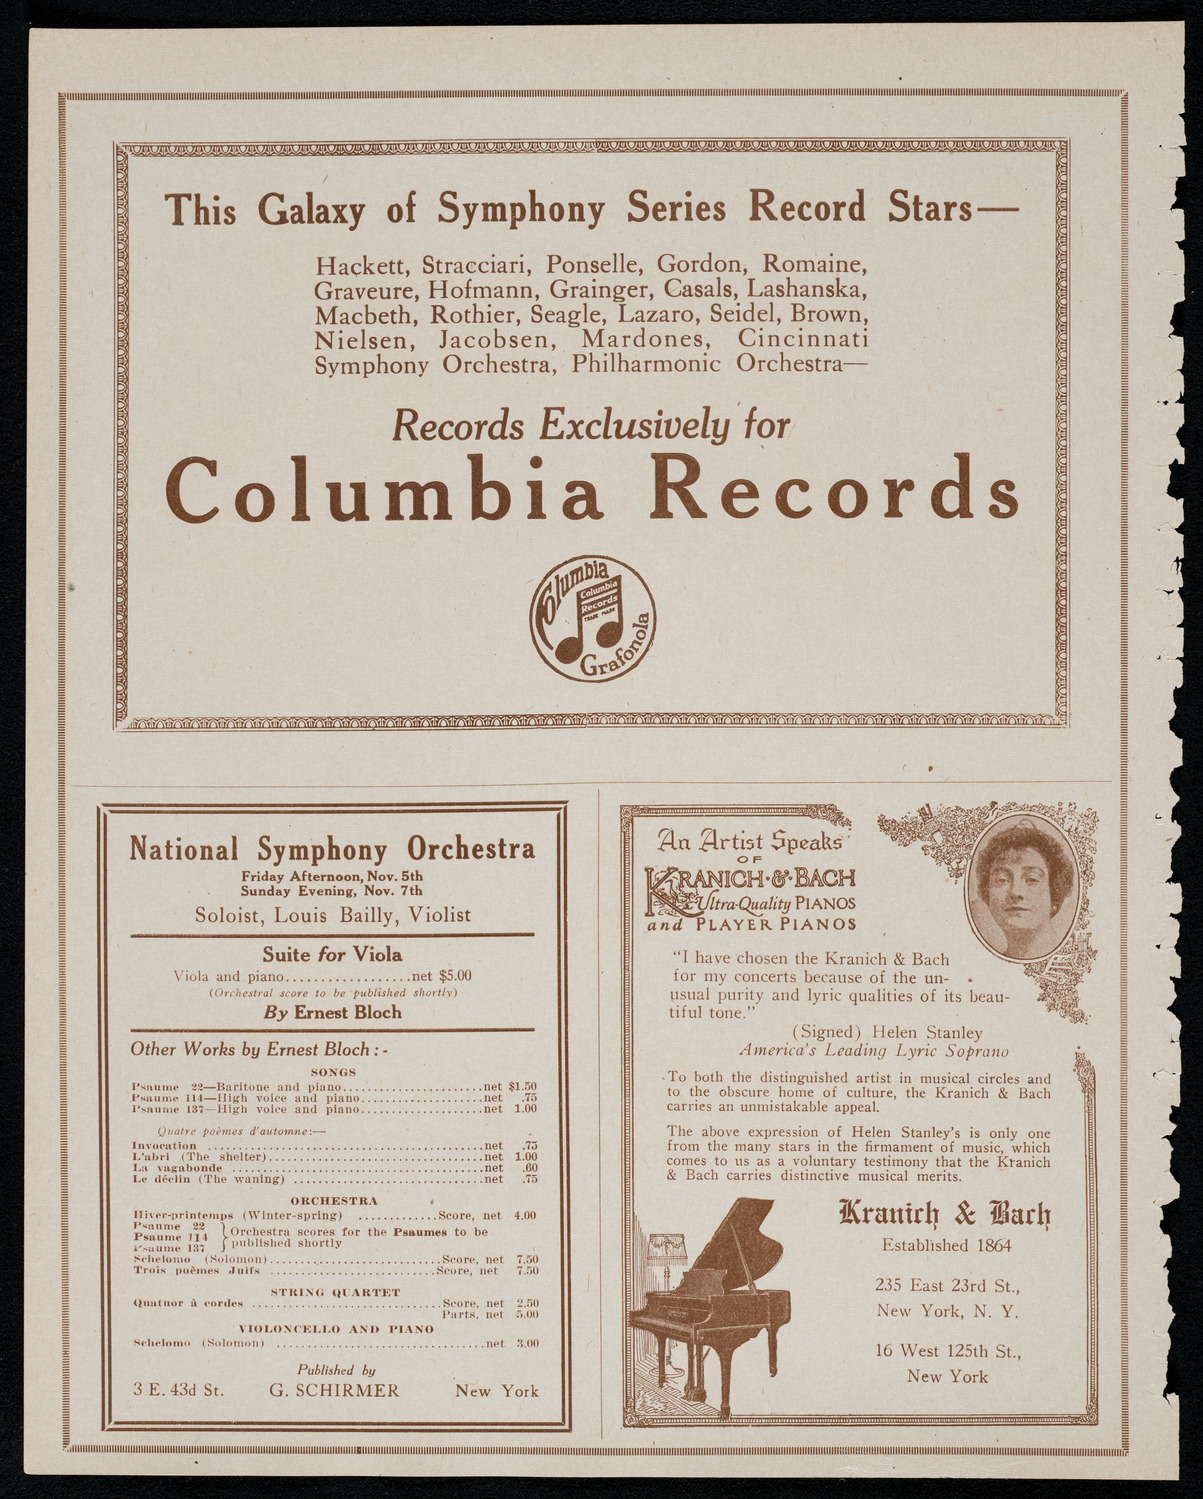 This Galaxy of Symphony Series Record Stars—
Hackett, Stracciari, Ponselle, Gordon, Romaine,
Graveure, Hofmann, Grainger, Casals, Lashanska,
Macbeth, Rothier, Seagle, Lazaro, Seidel, Brown,
Nielsen, Jacobsen, Mardones, Cincinnati
Symphony Orchestra, Philharmonic Orchestra—
Records Exclusively for
Columbia Records
Columbia
Columbia
Records
TRADE MARK
Grafonola
National Symphony Orchestra
Friday Afternoon, Nov. 5th
Sunday Evening, Nov. 7th
Soloist, Louis Bailly, Violist
Suite for Viola
Viola and piano..................net $5.00
(Orchestral score to be published shortly)
By Ernest Bloch
Other Works by Ernest Bloch :-
SONGS
Psaume 22—Baritone and piano........................net $1.50
Psaume 114—High voice and piano.....................net .75
Psaume 137—High voice and piano.....................net 1.00
Quatre poèmes d'automne:—
Invocation ...............................................net .75
L'abri (The shelter).....................................net 1.00
La vagabonde ...........................................net .60
Le déclin (The waning) ................................net .75
ORCHESTRA
Hiver-printemps (Winter-spring) .............Score, net 4.00
Psaume 22
Psaume 114
Psaume 137
Orchestra scores for the Psaumes to be
published shortly
Schelomo (Solomon).............................Score, net 7.50
Trois poèmes Juifs ............................Score, net 7.50
STRING QUARTET
Quatuor à cordes ................................Score, net 2.50
Parts, net 5.00
VIOLONCELLO AND PIANO
Schelomo (Solomon) ...................................net 3.00
Published by
3 E. 43d St. G. SCHIRMER New York
An Artist Speaks
OF
KRANICH·&·BACH
Ultra-Quality PIANOS
and PLAYER PIANOS
“I have chosen the Kranich & Bach
for my concerts because of the un-
usual purity and lyric qualities of its beau-
tiful tone.”
(Signed) Helen Stanley
America's Leading Lyric Soprano
To both the distinguished artist in musical circles and
to the obscure home of culture, the Kranich & Bach
carries an unmistakable appeal.
The above expression of Helen Stanley's is only one
from the many stars in the firmament of music, which
comes to us as a voluntary testimony that the Kranich
& Bach carries distinctive musical merits.
Kranich & Bach
Established 1864
235 East 23rd St.,
New York, N. Y.
16 West 125th St.,
New York